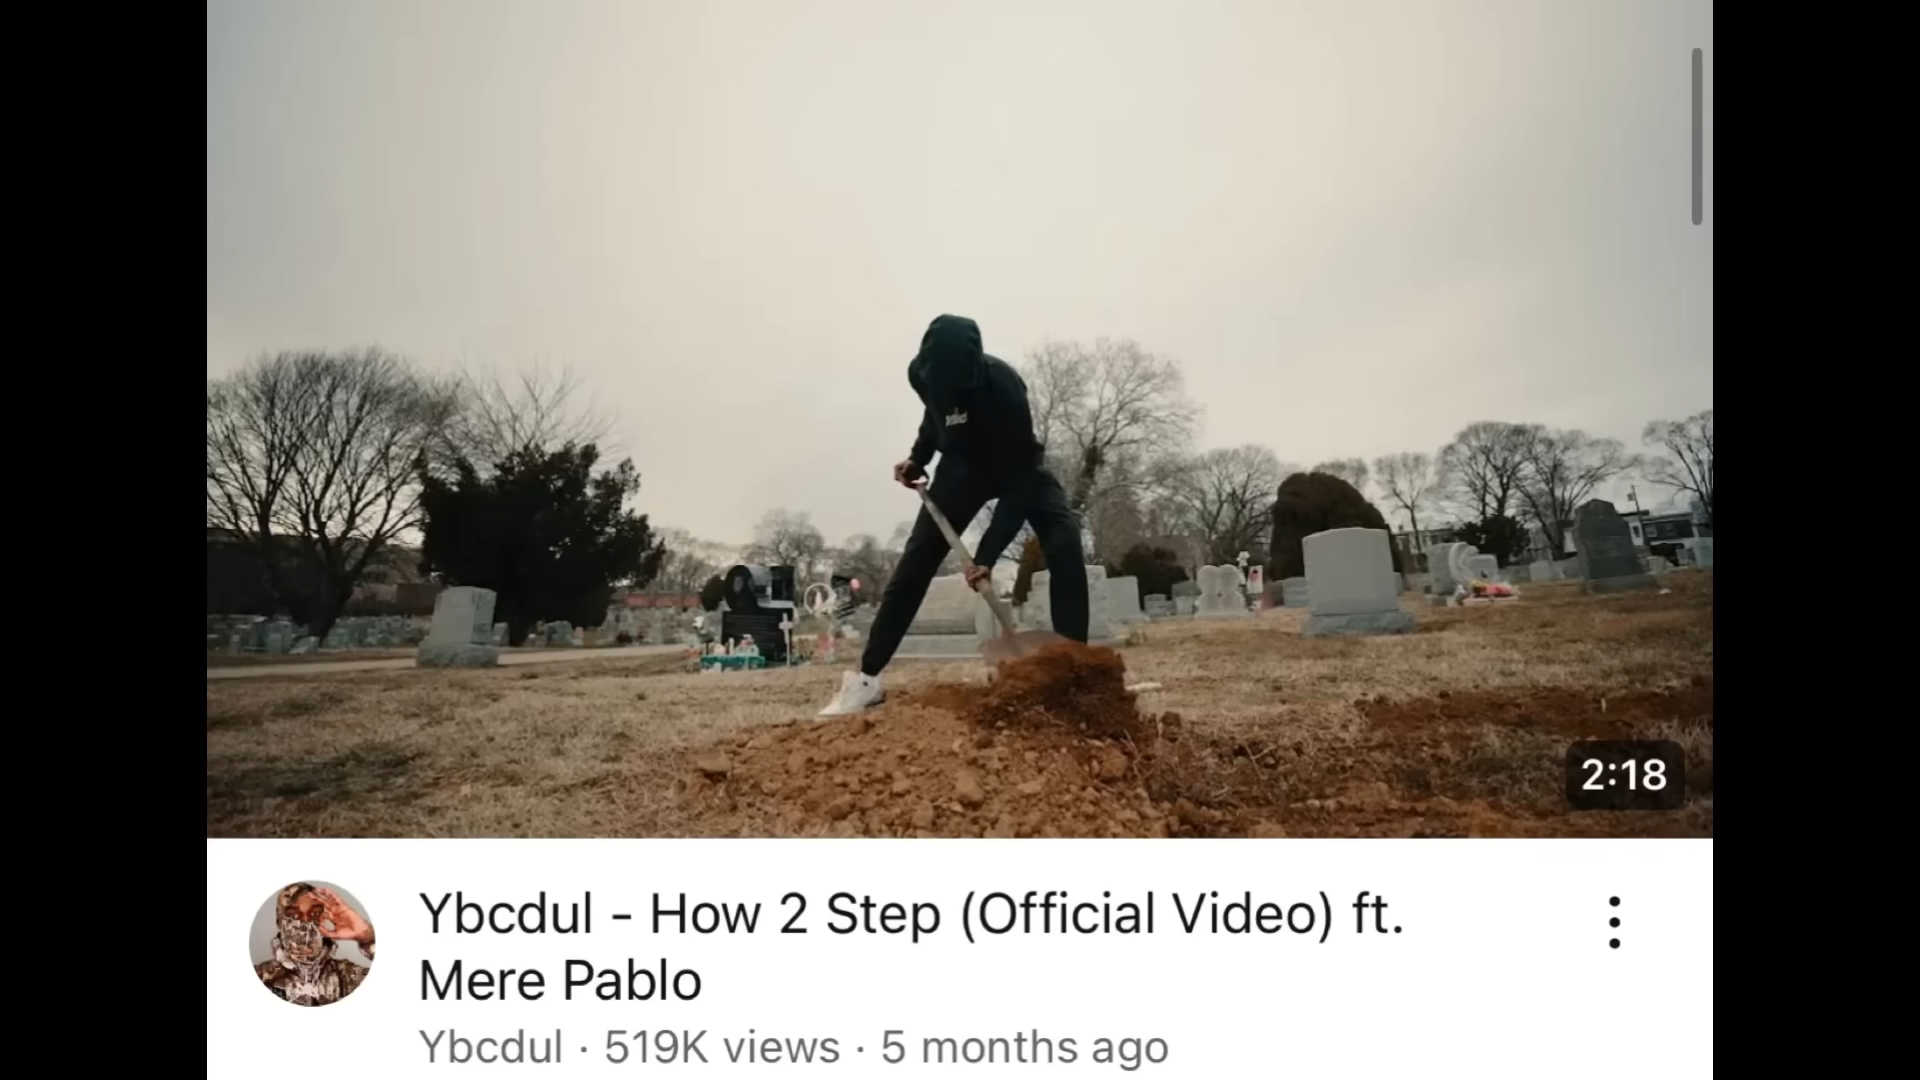 2:18
Ybcdul - How 2 Step (Official Video) ft.
Mere Pablo
Ybcdul · 519K views · 5 months ago